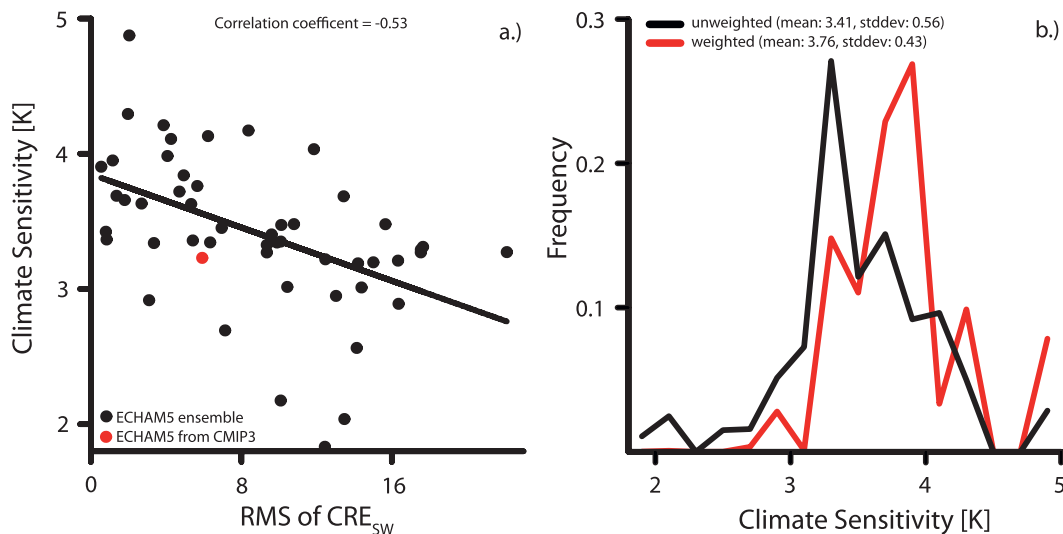 Correlation coefficent = -0.53
a.)
5
4
3
2
Climate Sensitivity [K]
ECHAM5 ensemble
ECHAM5 from CMIP3
0 8 16
RMS of CRE_SW
unweighted (mean: 3.41, stddev: 0.56)
weighted (mean: 3.76, stddev: 0.43)
b.)
0.3
0.2
0.1
Frequency
2 3 4 5
Climate Sensitivity [K]